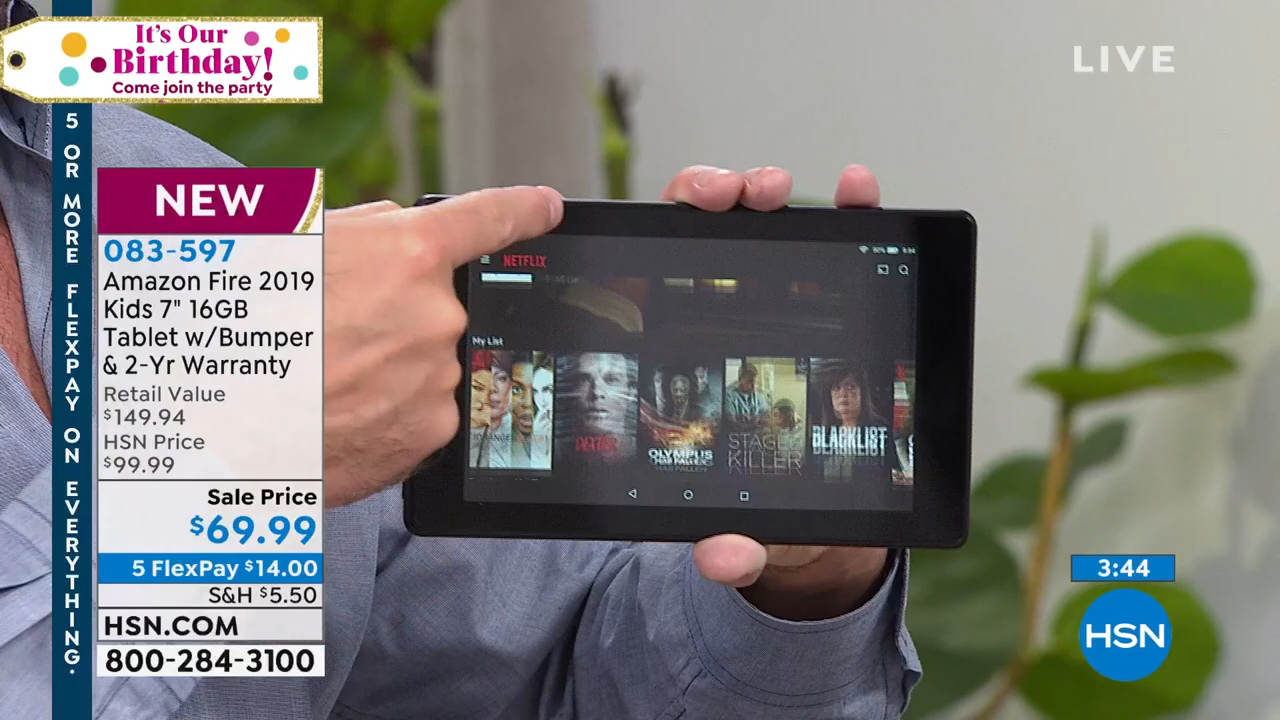 It's Our
Birthday!
Come join the party
LIVE
5 OR MORE FLEXPAY ON EVERYTHING.
NEW
083-597
Amazon Fire 2019
Kids 7" 16GB
Tablet w/Bumper
& 2-Yr Warranty
Retail Value
$149.94
HSN Price
$99.99
Sale Price
$69.99
5 FlexPay $14.00
S&H $5.50
HSN.COM
800-284-3100
NETFLIX
My List
DEXTER
OLYMPUS
HAS FALLEN
STAGE
KILLER
BLACKLIST
3:44
HSN